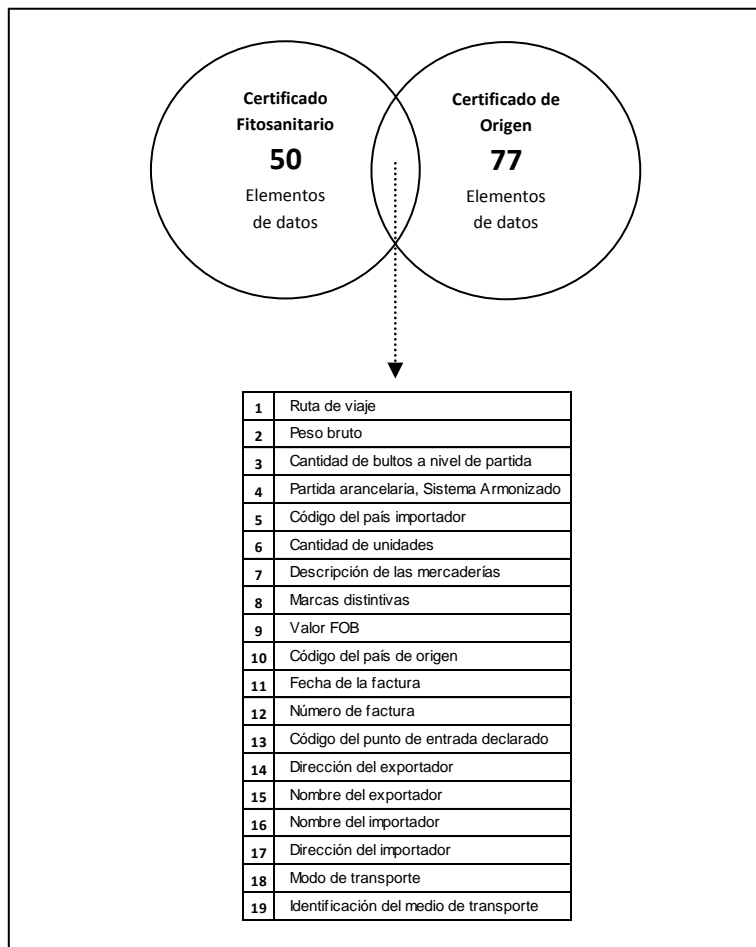 Certificado
Fitosanitario
50
Elementos
de datos
Certificado de
Origen
77
Elementos
de datos
1 Ruta de viaje
2 Peso bruto
3 Cantidad de bultos a nivel de partida
4 Partida arancelaria, Sistema Armonizado
5 Código del país importador
6 Cantidad de unidades
7 Descripción de las mercaderías
8 Marcas distintivas
9 Valor FOB
10 Código del país de origen
11 Fecha de la factura
12 Número de factura
13 Código del punto de entrada declarado
14 Dirección del exportador
15 Nombre del exportador
16 Nombre del importador
17 Dirección del importador
18 Modo de transporte
19 Identificación del medio de transporte